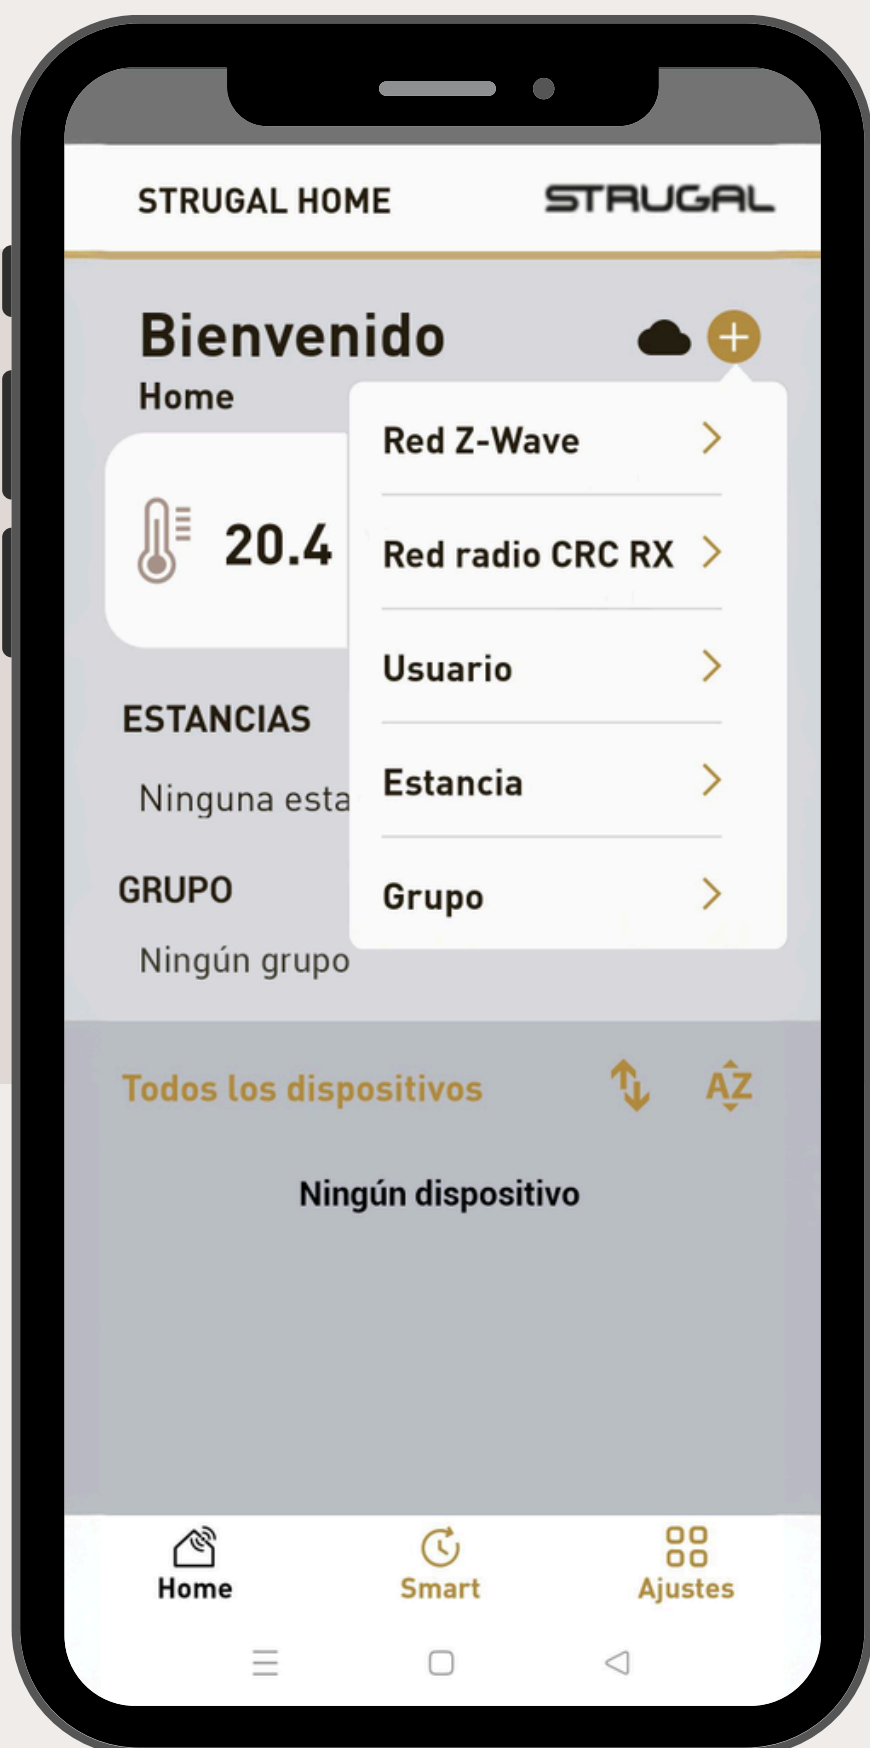 STRUGAL HOME
STRUGAL
Bienvenido
Home
20.4
Red Z-Wave
Red radio CRC RX
Usuario
Estancia
Grupo
ESTANCIAS
Ninguna esta
GRUPO
Ningún grupo
Todos los dispositivos
AZ
Ningún dispositivo
Home
Smart
Ajustes